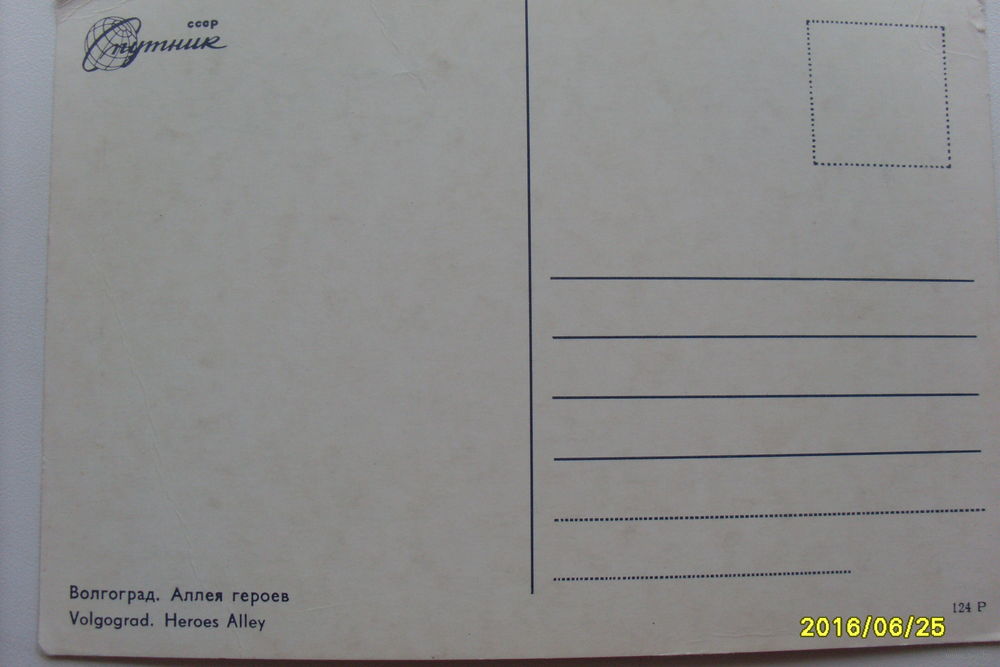 СССР
Спутник
Волгоград. Аллея героев
Volgograd. Heroes Alley
124 Р
2016/06/25